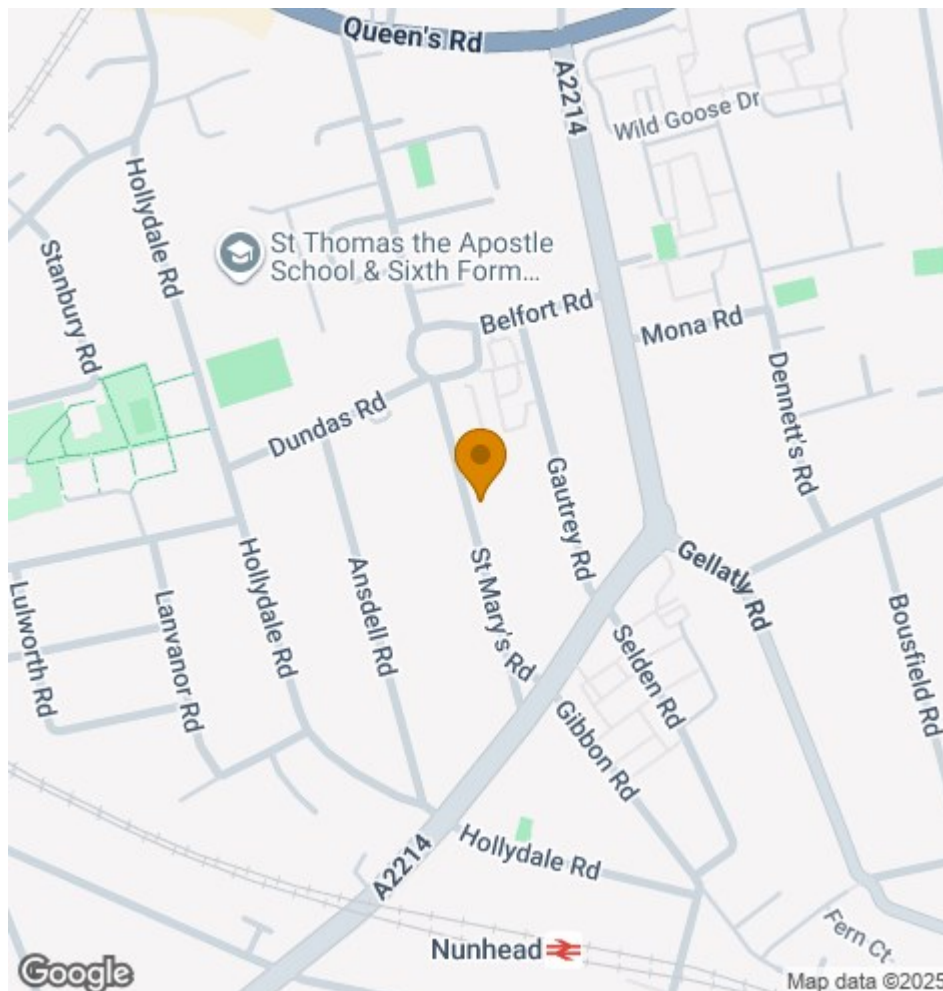 Queen's Rd
A2214
Wild Goose Dr
Hollydale Rd
St Thomas the Apostle
School & Sixth Form...
Stanbury Rd
Belfort Rd
Mona Rd
Dennett's Rd
Dundas Rd
Gautrey Rd
Gellatly Rd
St Mary's Rd
Hollydale Rd
Ansdell Rd
Lulworth Rd
Lanvanor Rd
Selden Rd
Bousfield Rd
Gibbon Rd
A2214
Hollydale Rd
Fern Ct
Nunhead
Google
Map data ©2025